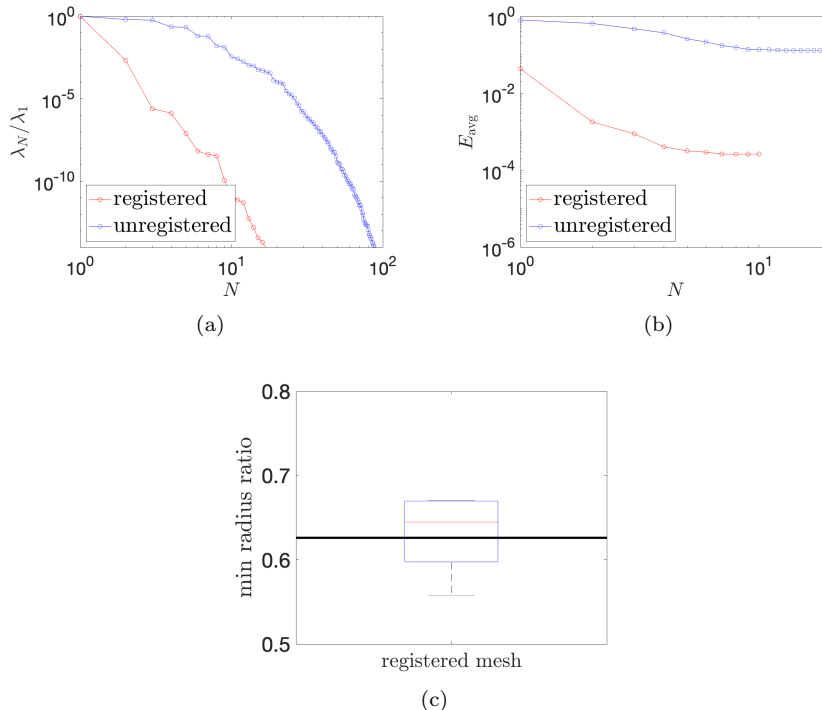 10^0
10^-5
10^-10
λ_N/λ_1
registered
unregistered
10^0
10^1
10^2
N
(a)
10^0
10^-2
10^-4
10^-6
E_avg
registered
unregistered
10^0
10^1
N
(b)
0.8
0.7
0.6
0.5
min radius ratio
registered mesh
(c)